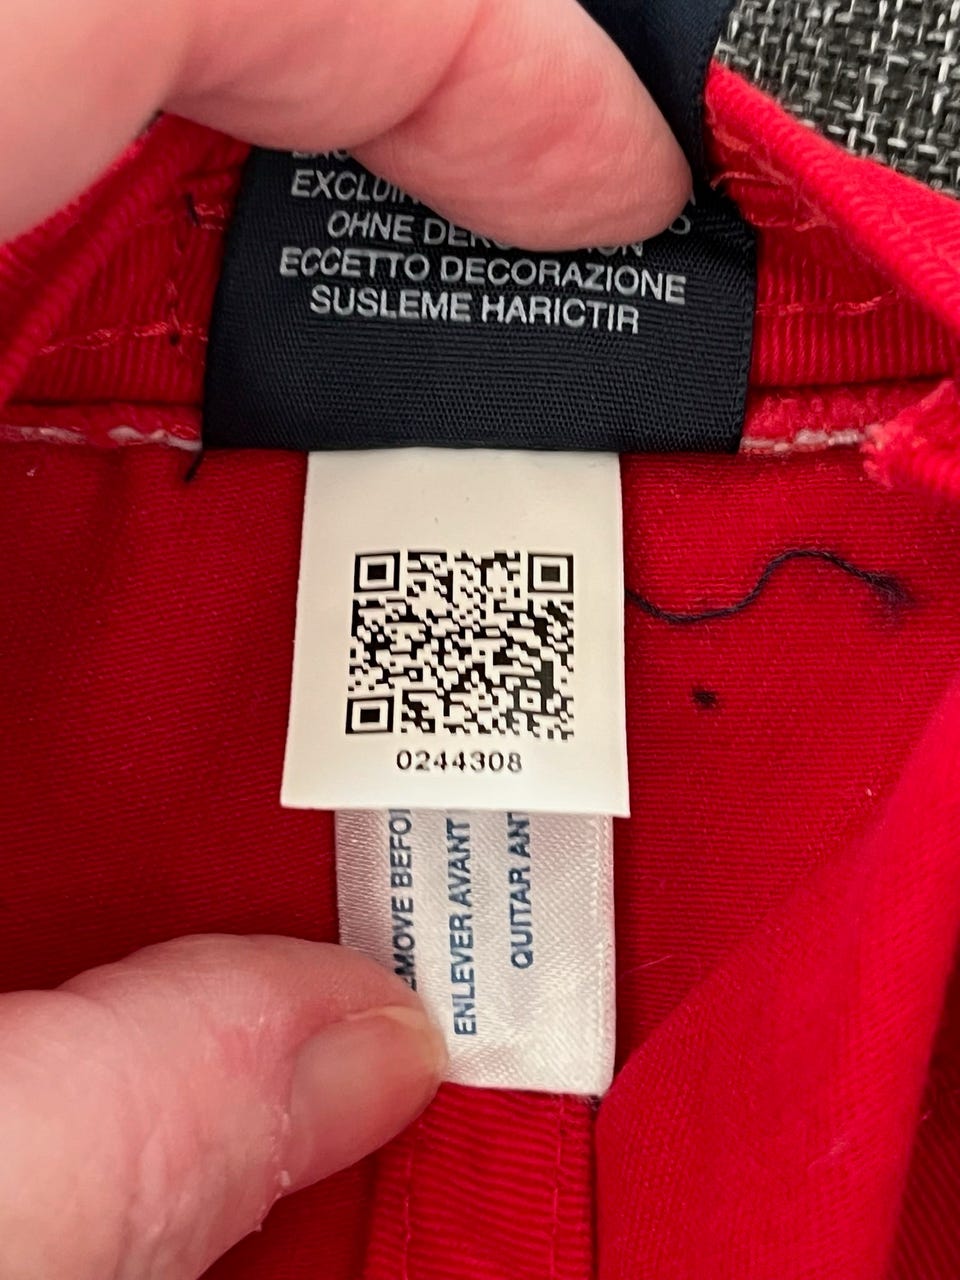 OHNE
ECCETTO DECORAZIONE
SUSLEME HARICTIR
0244308
ENLEVER AVANT
QUITAR